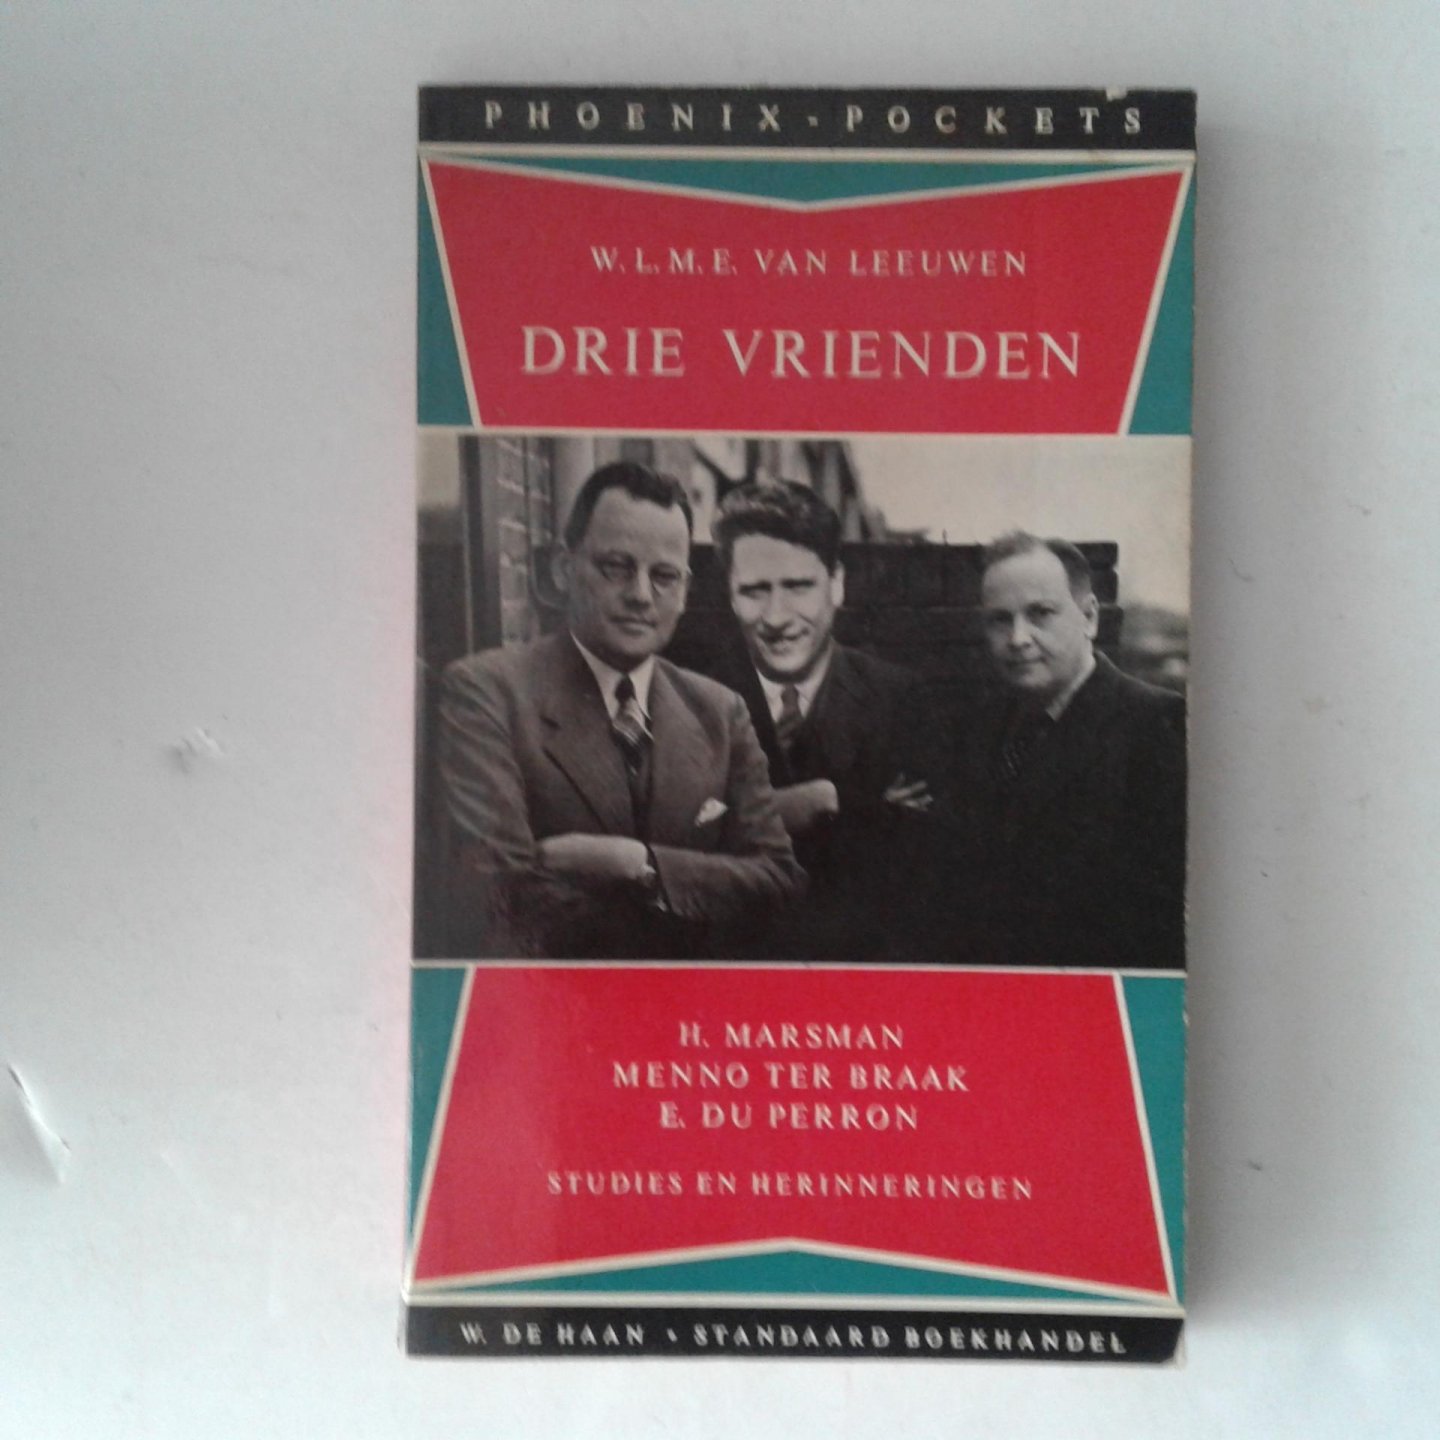 PHOENIX - POCKETS
W. L. M. E. VAN LEEUWEN
DRIE VRIENDEN
H. MARSMAN
MENNO TER BRAAK
E. DU PERRON
STUDIES EN HERINNERINGEN
W. DE HAAN • STANDAARD BOEKHANDEL